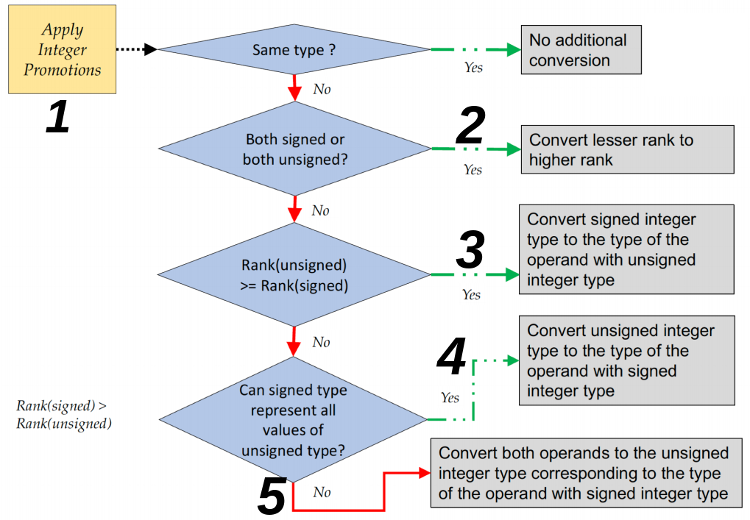 Apply
Integer
Promotions
1
Same type ?
Yes
No additional
conversion
No
Both signed or
both unsigned?
2
Yes
Convert lesser rank to
higher rank
No
Rank(unsigned)
>= Rank(signed)
3
Yes
Convert signed integer
type to the type of the
operand with unsigned
integer type
No
Rank(signed) >
Rank(unsigned)
Can signed type
represent all
values of
unsigned type?
4
Yes
Convert unsigned integer
type to the type of the
operand with signed
integer type
5
No
Convert both operands to the unsigned
integer type corresponding to the type
of the operand with signed integer type